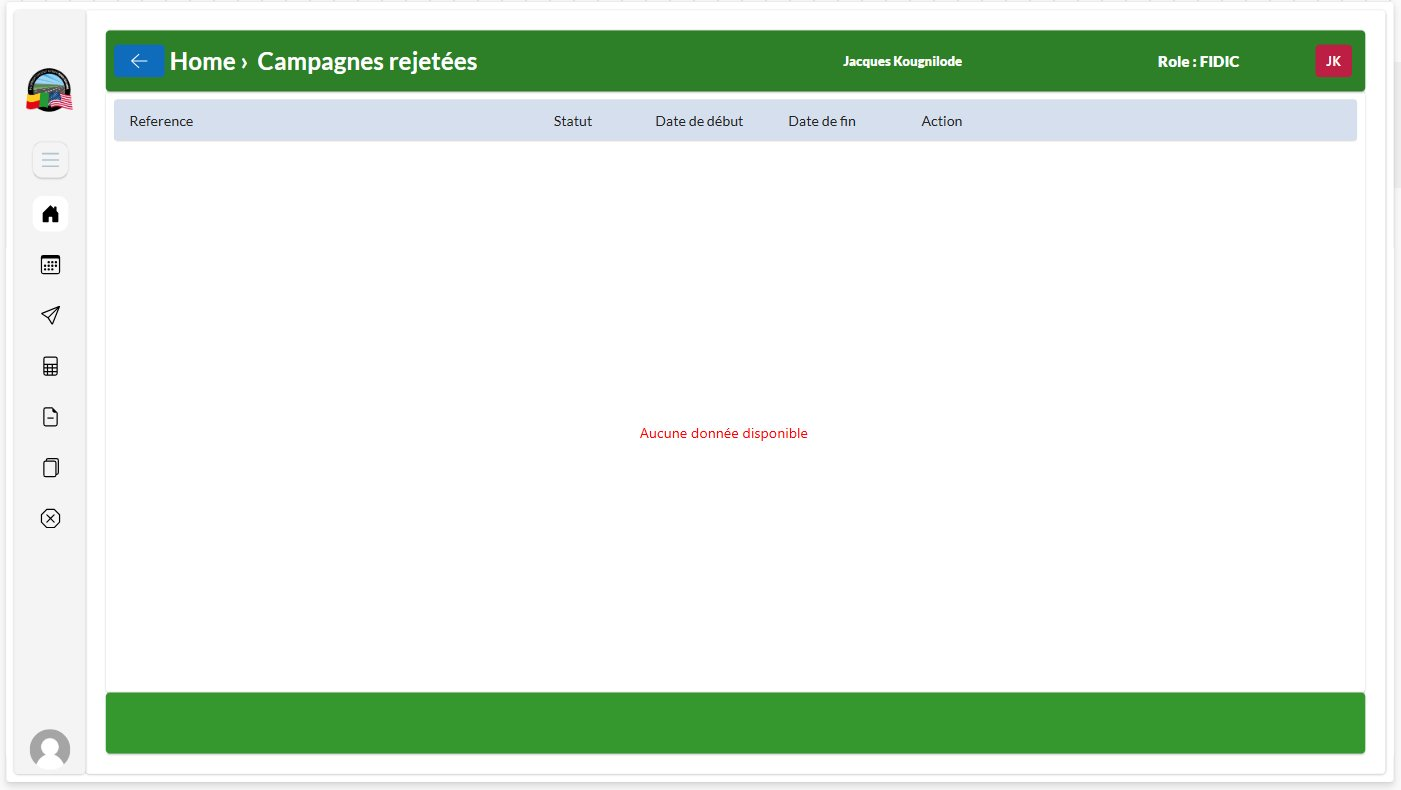 Home › Campagnes rejetées
Jacques Kougnilode
Role : FIDIC
JK
Reference
Statut
Date de début
Date de fin
Action
Aucune donnée disponible